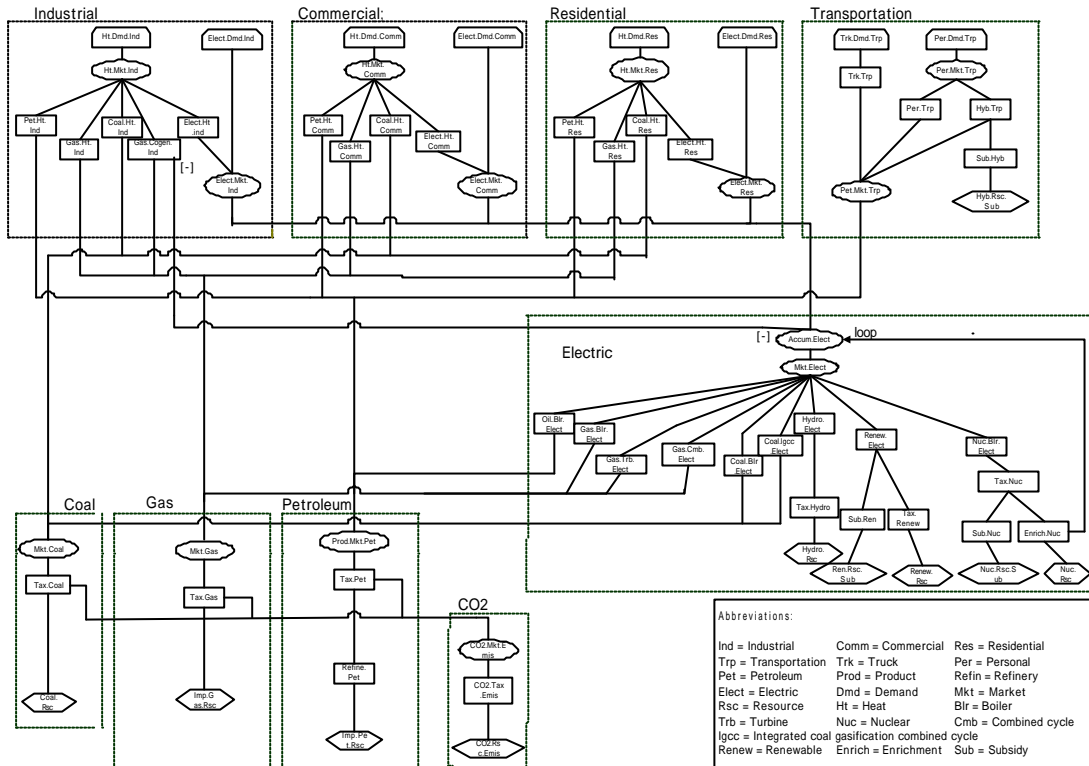 Industrial
Commercial;
Residential
Transportation
Ht.Dmd.Ind
Elect.Dmd.Ind
Ht.Dmd.Comm
Elect.Dmd.Comm
Ht.Dmd.Res
Elect.Dmd.Res
Trk.Dmd.Trp
Per.Dmd.Trp
Ht.Mkt.Ind
Ht.Mkt.
Comm
Ht.Mkt.Res
Trk.Trp
Per.Mkt.Trp
Pet.Ht.
Ind
Gas.Ht.
Ind
Coal.Ht.
Ind
Gas.Cogen.
Ind
Elect.Ht
.ind
[-]
Elect.Mkt.
Ind
Pet.Ht.
Comm
Gas.Ht.
Comm
Coal.Ht.
Comm
Elect.Ht.
Comm
Elect.Mkt.
Comm
Pet.Ht.
Res
Gas.Ht.
Res
Coal.Ht.
Res
Elect.Ht.
Res
Elect.Mkt.
Res
Per.Trp
Hyb.Trp
Sub.Hyb
Pet.Mkt.Trp
Hyb.Rsc.
Sub
Electric
[-]
Accum.Elect
loop
-
Mkt.Elect
Oil.Blr.
Elect
Gas.Blr.
Elect
Gas.Trb.
Elect
Gas.Cmb.
Elect
Coal.Blr
Elect
Coal.Igcc
Elect
Hydro.
Elect
Renew.
Elect
Nuc.Blr.
Elect
Tax.Nuc
Tax.Hydro
Sub.Ren
Tax.
Renew
Sub.Nuc
Enrich.Nuc
Hydro.
Rsc
Ren.Rsc.
Sub
Renew.
Rsc
Nuc.Rsc.S
ub
Nuc.
Rsc
Coal
Gas
Petroleum
Mkt.Coal
Mkt.Gas
Prod.Mkt.Pet
Tax.Coal
Tax.Gas
Tax.Pet
CO2
CO2.Mkt.E
mis
Refine.
Pet
CO2.Tax
.Emis
Coal.
Rsc
Imp.G
as.Rsc
Imp.Pe
t.Rsc
CO2.Rs
c.Emis
Abbreviations:
Ind = Industrial Comm = Commercial Res = Residential
Trp = Transportation Trk = Truck Per = Personal
Pet = Petroleum Prod = Product Refin = Refinery
Elect = Electric Dmd = Demand Mkt = Market
Rsc = Resource Ht = Heat Blr = Boiler
Trb = Turbine Nuc = Nuclear Cmb = Combined cycle
Igcc = Integrated coal gasification combined cycle
Renew = Renewable Enrich = Enrichment Sub = Subsidy